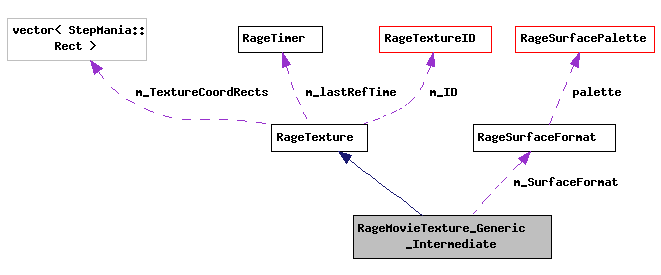 vector< StepMania::
Rect >
RageTimer
RageTextureID
RageSurfacePalette
m_TextureCoordRects
m_lastRefTime
m_ID
palette
RageTexture
RageSurfaceFormat
m_SurfaceFormat
RageMovieTexture_Generic
_Intermediate